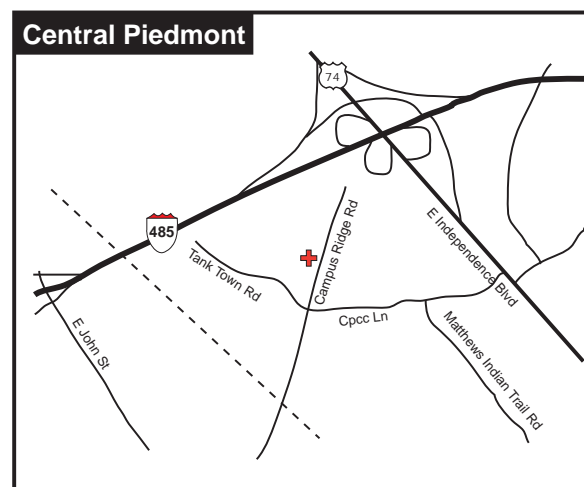 Central Piedmont
74
485
Campus Ridge Rd
E Independence Blvd
Tank Town Rd
Cpcc Ln
E John St
Matthews Indian Trail Rd